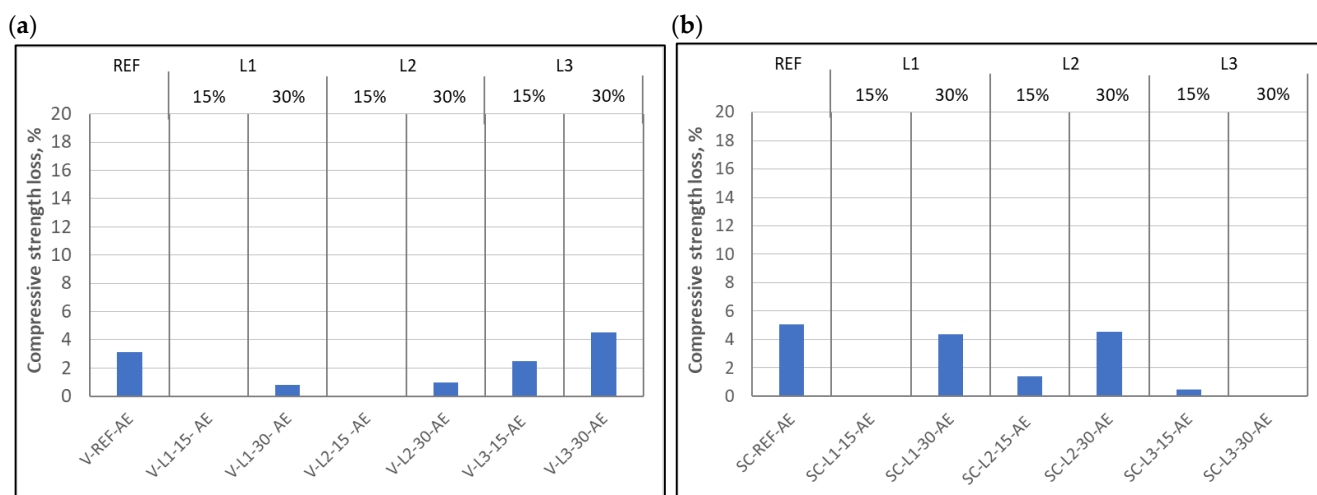 (a)
REF L1 L2 L3
15% 30% 15% 30% 15% 30%
Compressive strength loss, %
20
18
16
14
12
10
8
6
4
2
0
V-REF-AE
V-L1-15- AE
V-L1-30- AE
V-L2-15 -AE
V-L2-30-AE
V-L3-15-AE
V-L3-30-AE
(b)
REF L1 L2 L3
15% 30% 15% 30% 15% 30%
Compressive strength loss, %
20
18
16
14
12
10
8
6
4
2
0
SC-REF-AE
SC-L1-15-AE
SC-L1-30-AE
SC-L2-15-AE
SC-L2-30-AE
SC-L3-15-AE
SC-L3-30-AE